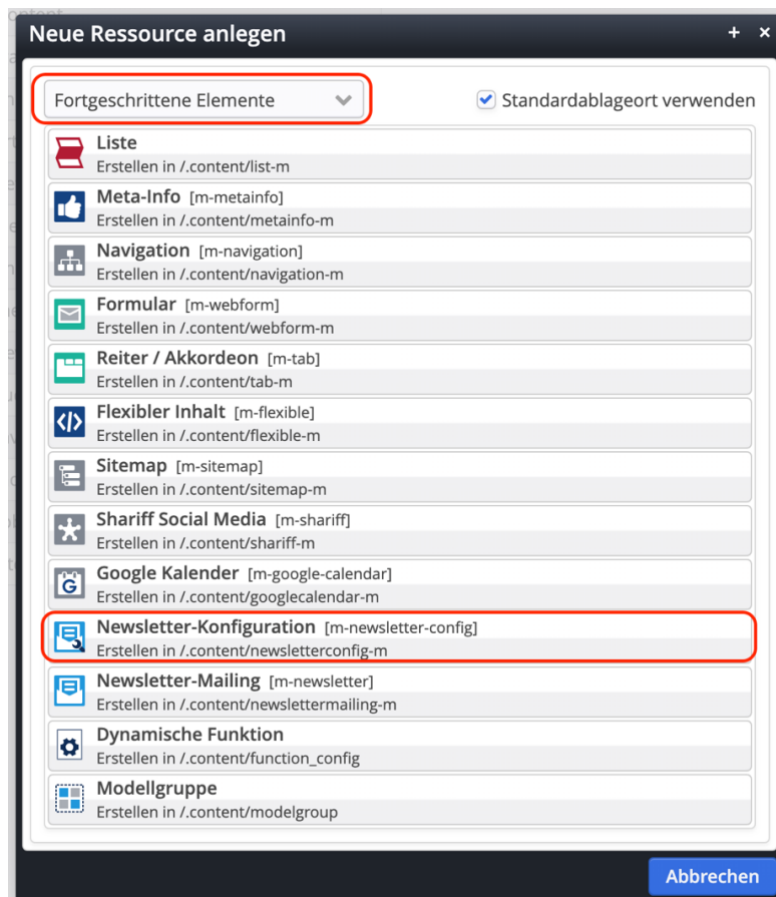 Neue Ressource anlegen
Fortgeschrittene Elemente
Standardablageort verwenden
Liste
Erstellen in /.content/list-m
Meta-Info [m-metainfo]
Erstellen in /.content/metainfo-m
Navigation [m-navigation]
Erstellen in /.content/navigation-m
Formular [m-webform]
Erstellen in /.content/webform-m
Reiter / Akkordeon [m-tab]
Erstellen in /.content/tab-m
Flexibler Inhalt [m-flexible]
Erstellen in /.content/flexible-m
Sitemap [m-sitemap]
Erstellen in /.content/sitemap-m
Shariff Social Media [m-shariff]
Erstellen in /.content/shariff-m
Google Kalender [m-google-calendar]
Erstellen in /.content/googlecalendar-m
Newsletter-Konfiguration [m-newsletter-config]
Erstellen in /.content/newsletterconfig-m
Newsletter-Mailing [m-newsletter]
Erstellen in /.content/newslettermailing-m
Dynamische Funktion
Erstellen in /.content/function_config
Modellgruppe
Erstellen in /.content/modelgroup
Abbrechen